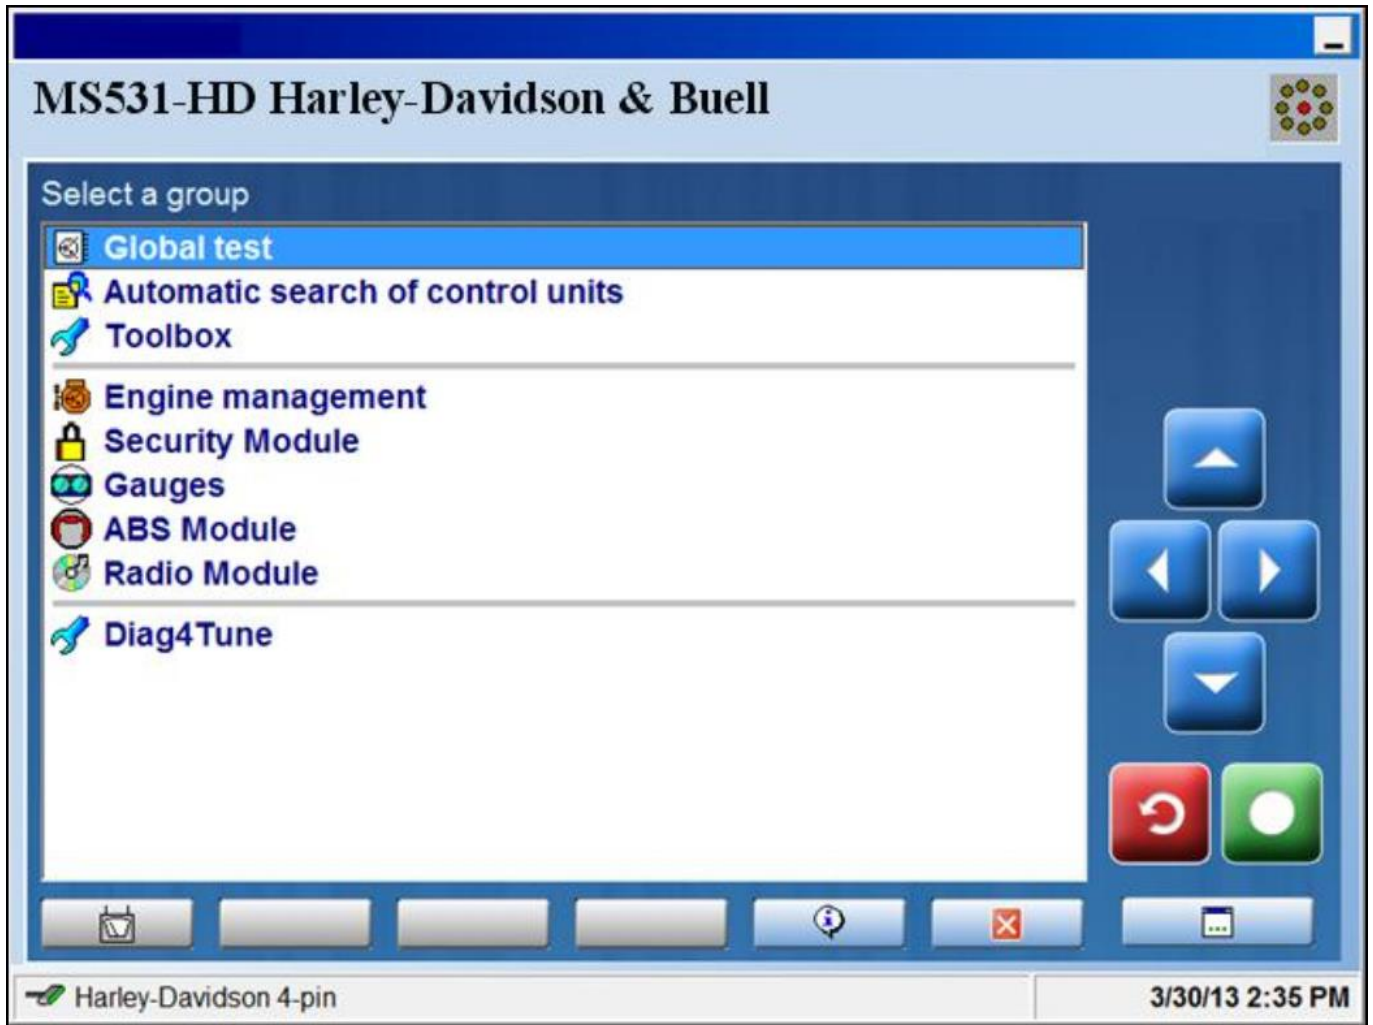 MS531-HD Harley-Davidson & Buell
Select a group
Global test
Automatic search of control units
Toolbox
Engine management
Security Module
Gauges
ABS Module
Radio Module
Diag4Tune
Harley-Davidson 4-pin
3/30/13 2:35 PM